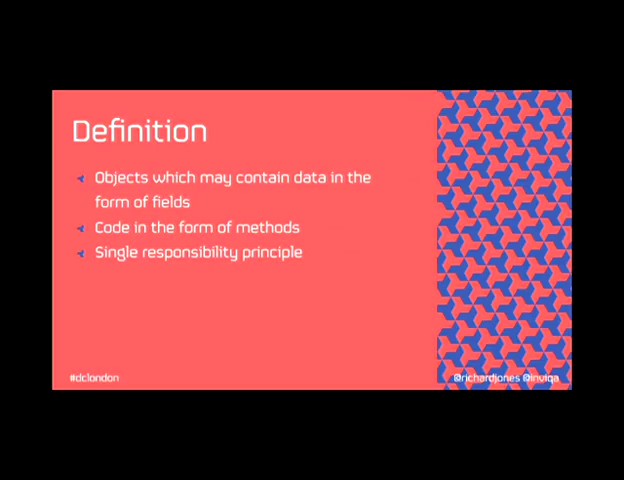 Definition
Objects which may contain data in the
form of fields
Code in the form of methods
Single responsibility principle
#dclondon
@richardjones @inviqa